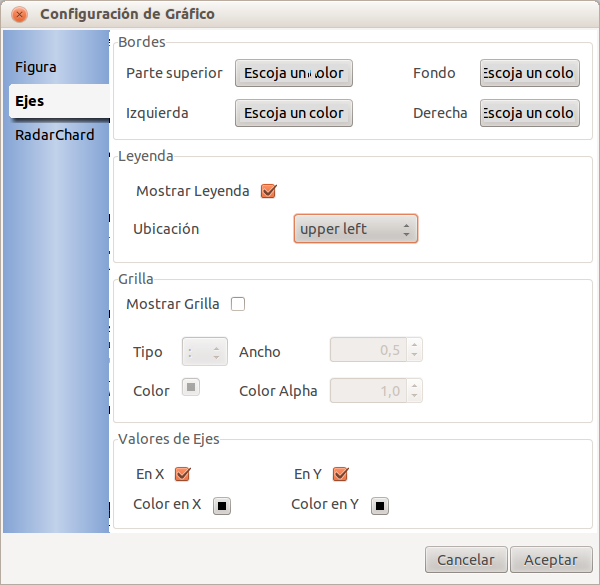 Configuración de Gráfico
Figura
Ejes
RadarChard
Bordes
Parte superior Escoja un color Fondo Escoja un colo
Izquierda Escoja un color Derecha Escoja un colo
Leyenda
Mostrar Leyenda
Ubicación upper left
Grilla
Mostrar Grilla
Tipo : Ancho 0,5
Color Color Alpha 1,0
Valores de Ejes
En X En Y
Color en X Color en Y
Cancelar Aceptar